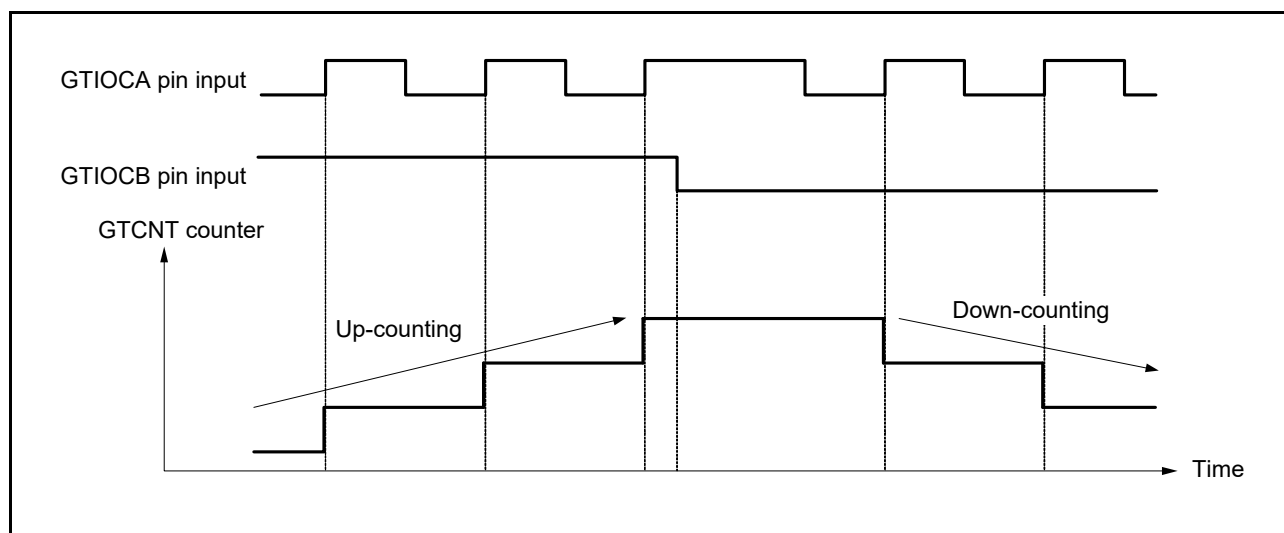 GTIOCA pin input
GTIOCB pin input
GTCNT counter
Up-counting
Down-counting
Time